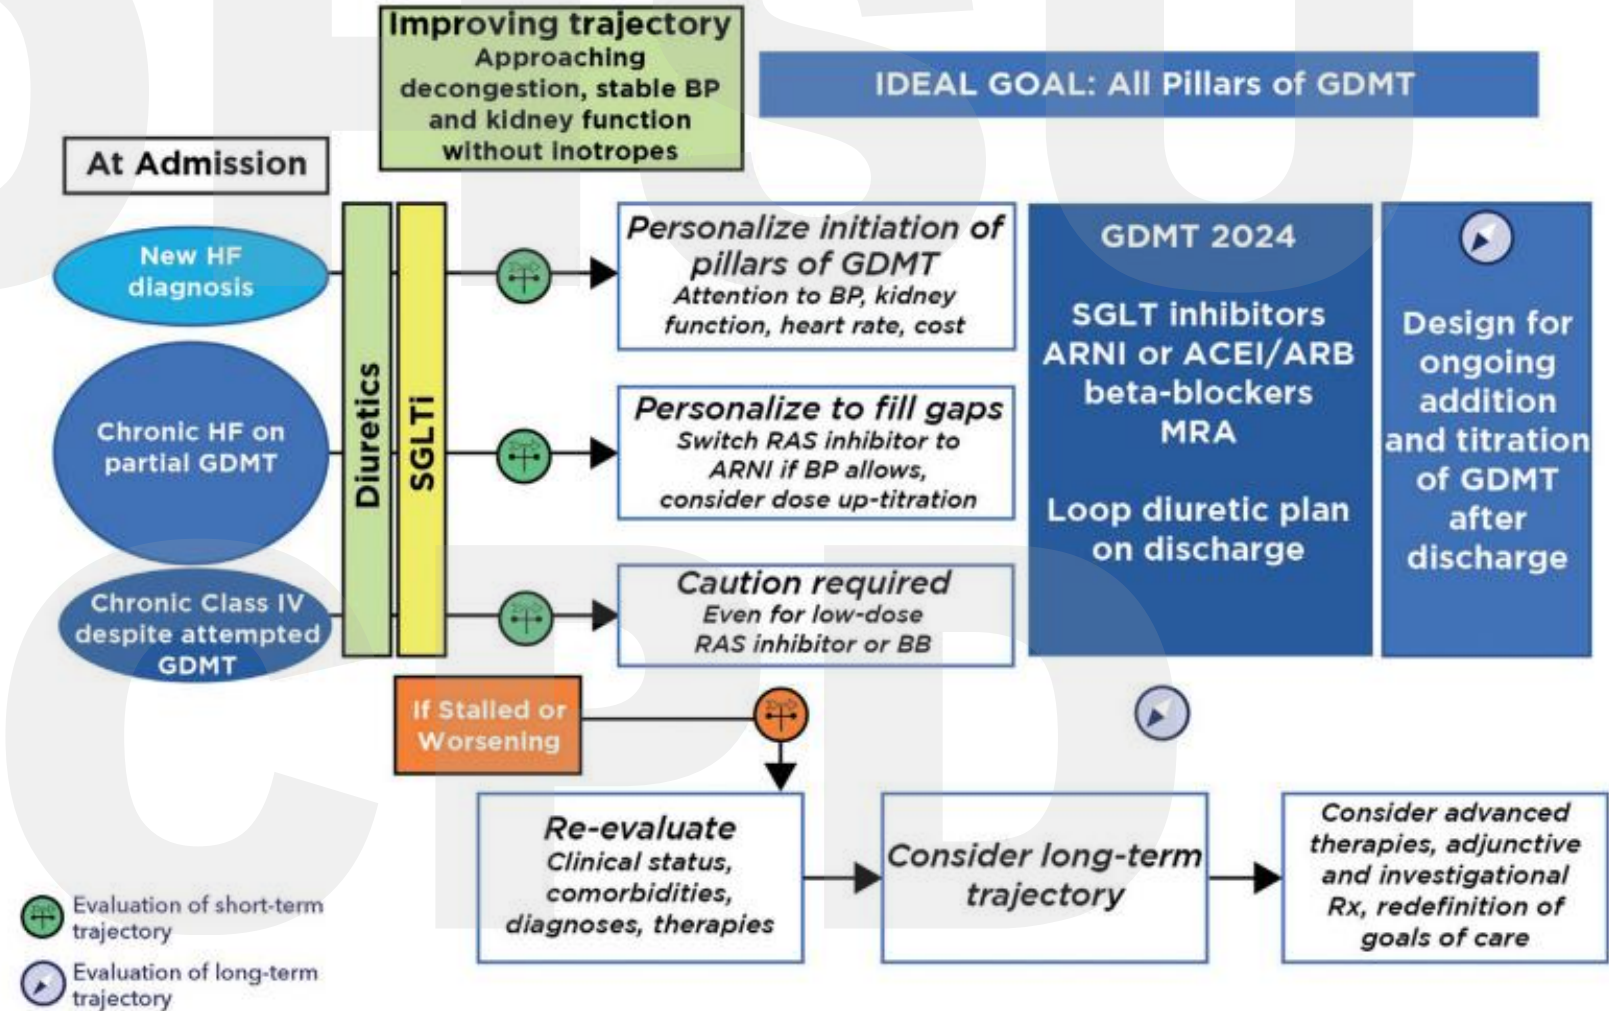 Improving trajectory
Approaching
decongestion, stable BP
and kidney function
without inotropes
IDEAL GOAL: All Pillars of GDMT
At Admission
New HF
diagnosis
Chronic HF on
partial GDMT
Chronic Class IV
despite attempted
GDMT
Diuretics
SGLTi
Personalize initiation of
pillars of GDMT
Attention to BP, kidney
function, heart rate, cost
Personalize to fill gaps
Switch RAS inhibitor to
ARNI if BP allows,
consider dose up-titration
Caution required
Even for low-dose
RAS inhibitor or BB
GDMT 2024
SGLT inhibitors
ARNI or ACEI/ARB
beta-blockers
MRA
Loop diuretic plan
on discharge
Design for
ongoing
addition
and titration
of GDMT
after
discharge
If Stalled or
Worsening
Re-evaluate
Clinical status,
comorbidities,
diagnoses, therapies
Consider long-term
trajectory
Consider advanced
therapies, adjunctive
and investigational
Rx, redefinition of
goals of care
Evaluation of short-term
trajectory
Evaluation of long-term
trajectory
OHSU
CPD